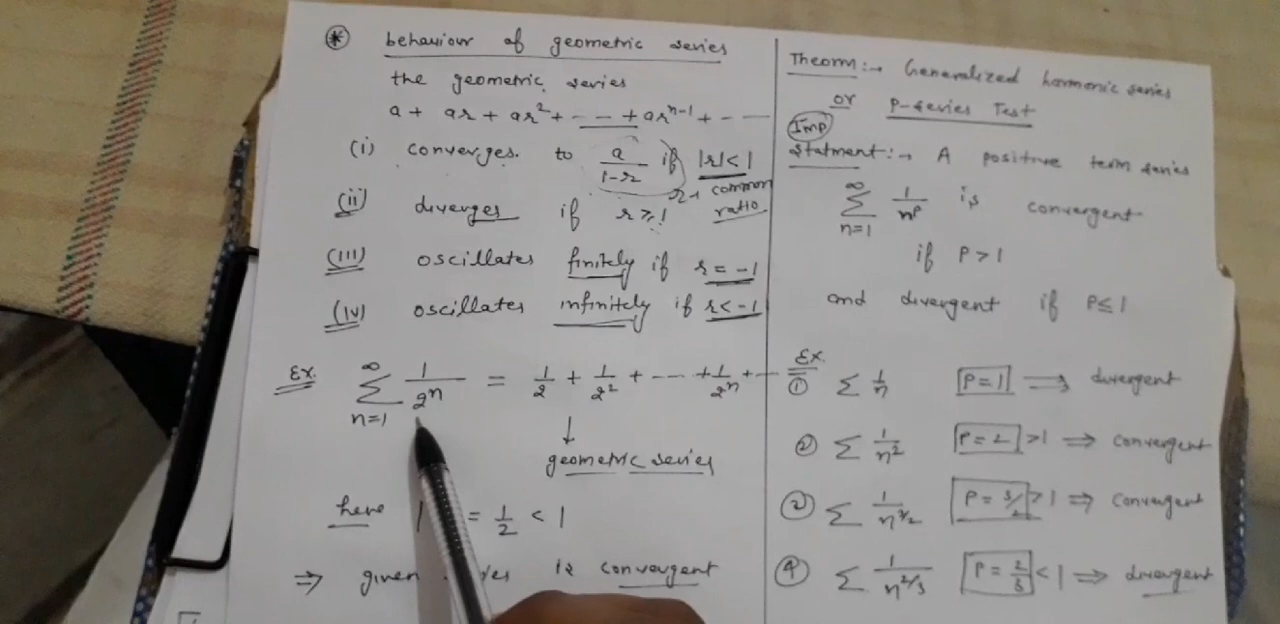 * behaviour of geometric series
the geometric series
a + ar + ar² + - - - + arⁿ⁻¹ + - - -
(i) converges. to a/(1-r) if |r| < 1
r → common ratio
(ii) diverges if r ≥ 1
(iii) oscillates finitely if r = -1
(iv) oscillates infinitely if r < -1
Ex. ∞ ∑ n=1 1/2ⁿ = 1/2 + 1/2² + - - - + 1/2ⁿ + - - -
↓
geometric series
here = 1/2 < 1
⇒ given is convergent
Theorm :→ Generalized harmonic series
or P-series Test
Imp
Statment :→ A positive term series
∞ ∑ n=1 1/nᵖ is convergent
if P > 1
and divergent if P ≤ 1
Ex.
① ∑ 1/n P = 1 ⇒ divergent
② ∑ 1/n² P = 2 > 1 ⇒ convergent
② ∑ 1/n^3/2 P = 3/2 > 1 ⇒ convergent
④ ∑ 1/n^2/3 P = 2/3 < 1 ⇒ divergent